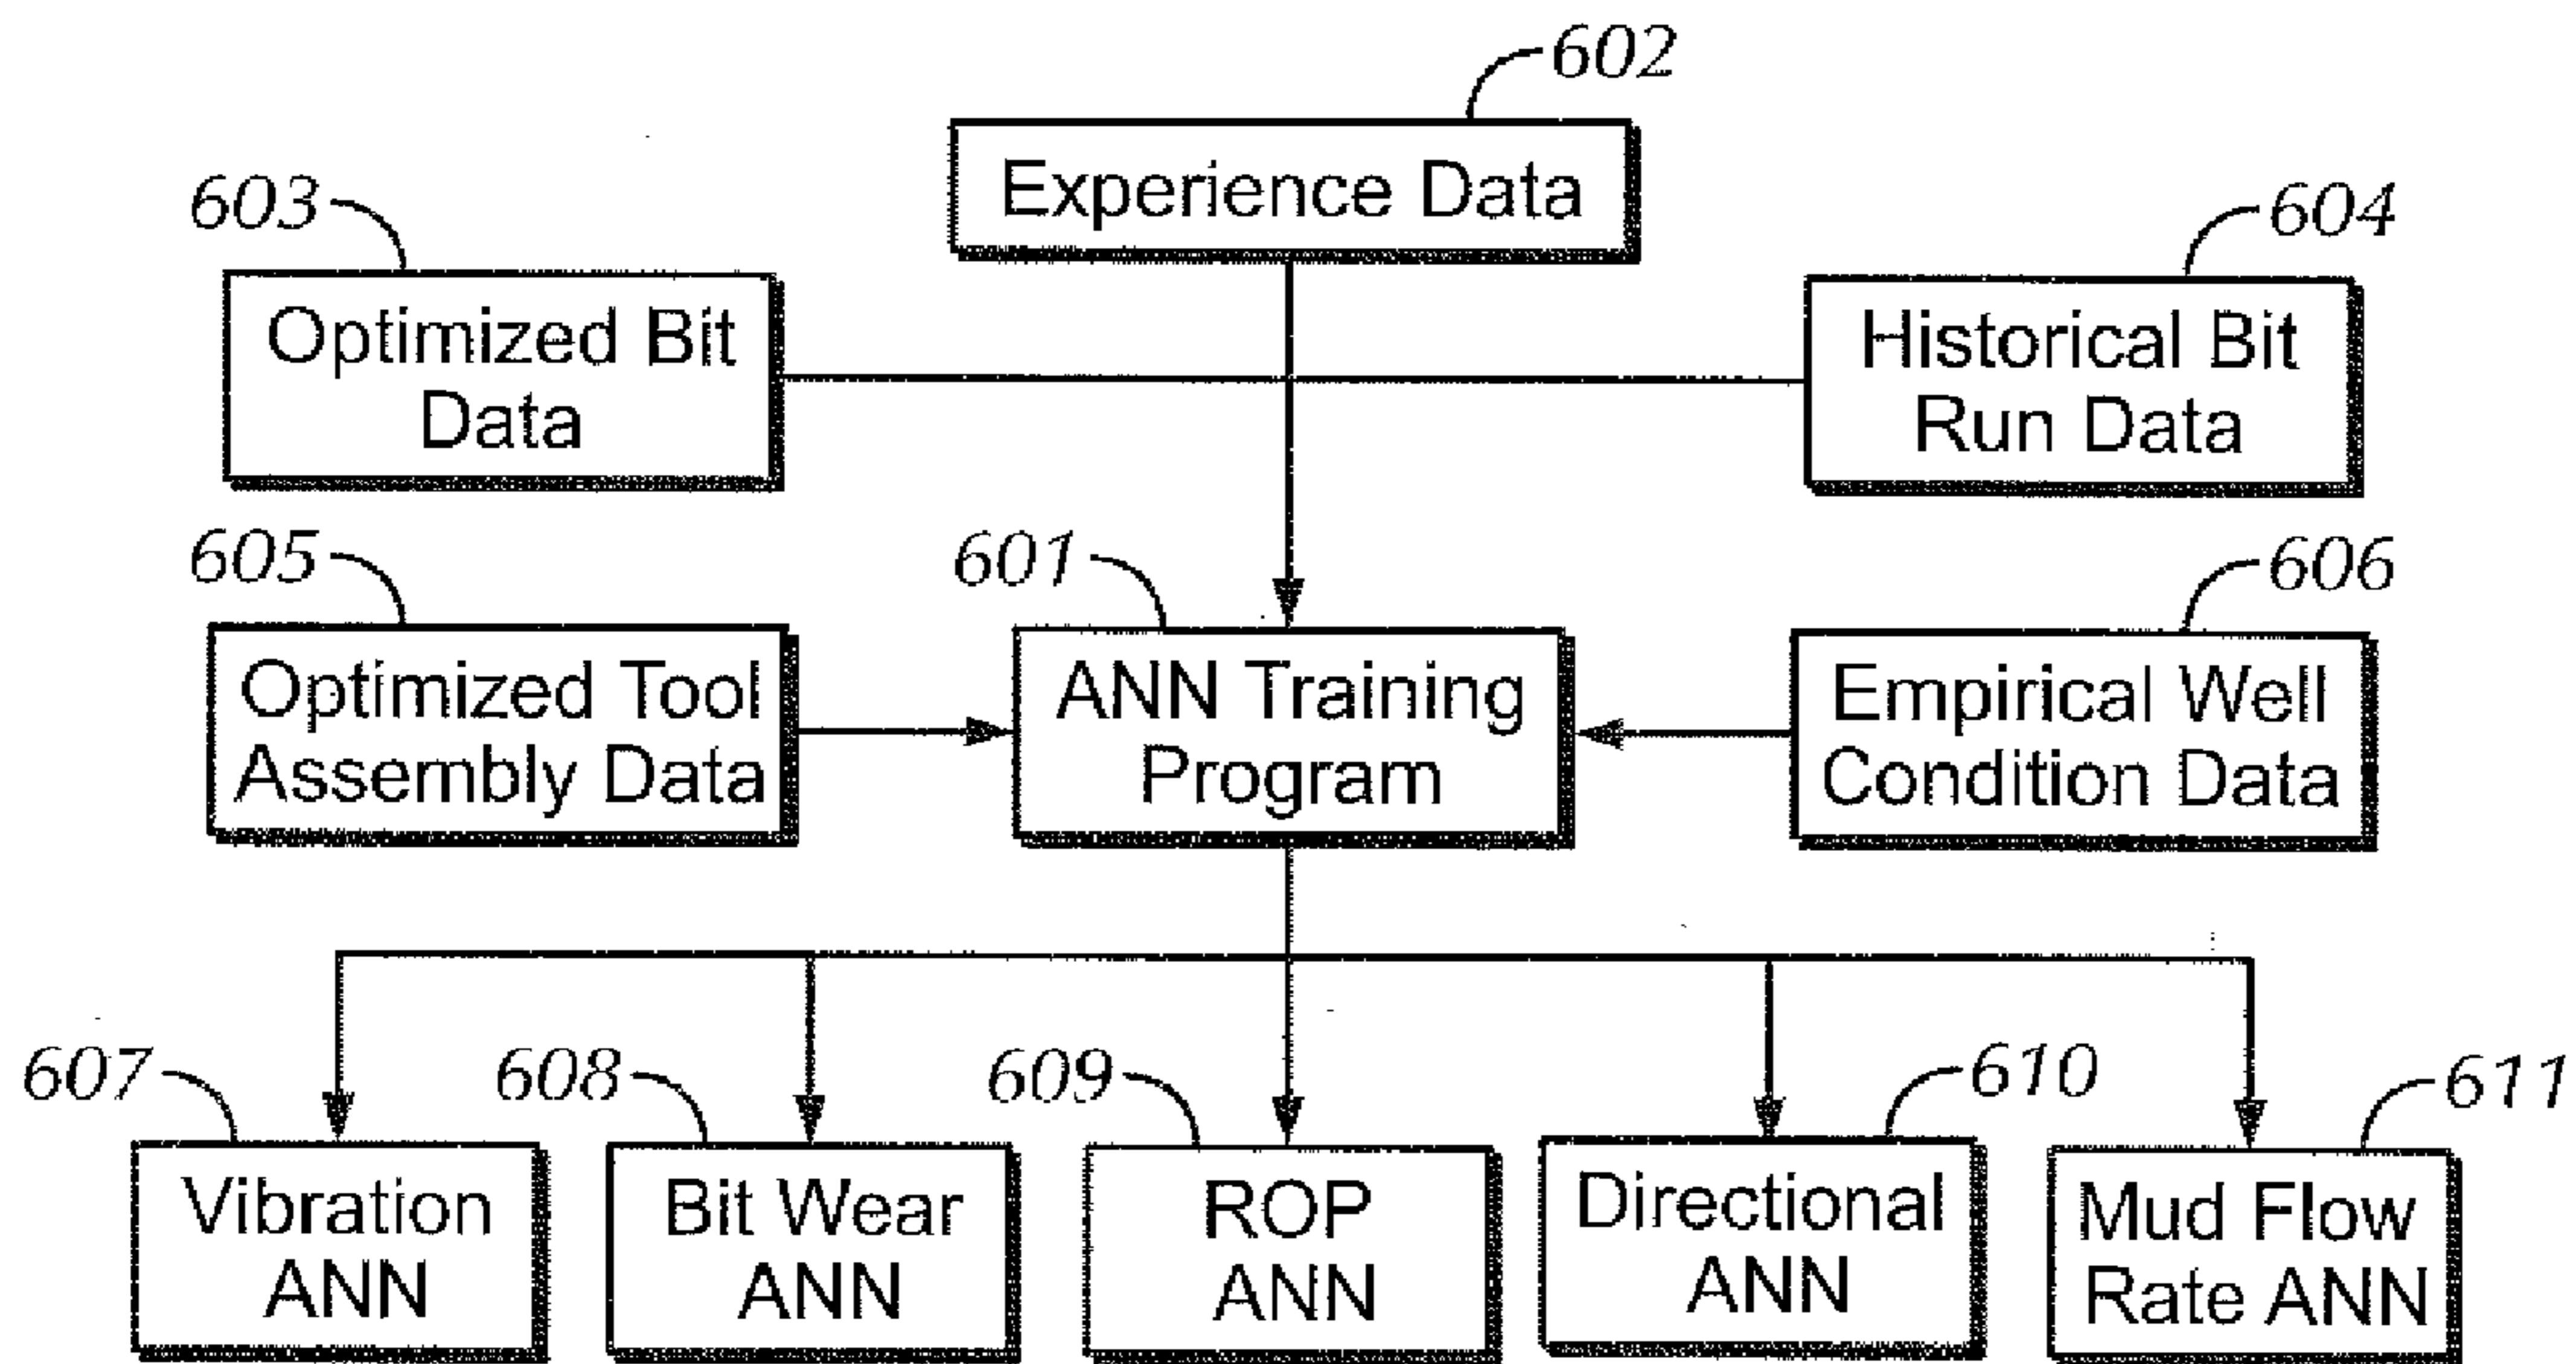 602
Experience Data
603
Optimized Bit
Data
604
Historical Bit
Run Data
605
Optimized Tool
Assembly Data
601
ANN Training
Program
606
Empirical Well
Condition Data
607
Vibration
ANN
608
Bit Wear
ANN
609
ROP
ANN
610
Directional
ANN
611
Mud Flow
Rate ANN